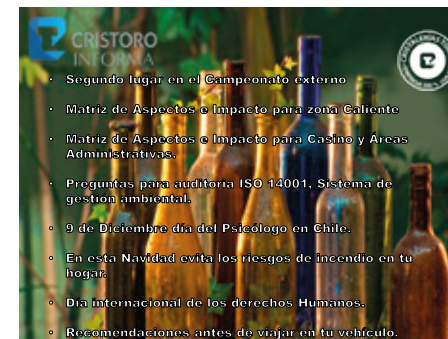 CRISTORO
INFORMA
• Segundo lugar en el Campeonato externo
• Matriz de Aspectos e Impacto para zona Caliente
• Matriz de Aspectos e Impacto para Casino y Áreas
Administrativas.
• Preguntas para auditoria ISO 14001, Sistema de
gestión ambiental.
• 9 de Diciembre día del Psicólogo en Chile.
• En esta Navidad evita los riesgos de incendio en tu
hogar.
• Día internacional de los derechos Humanos.
• Recomendaciones antes de viajar en tu vehículo.